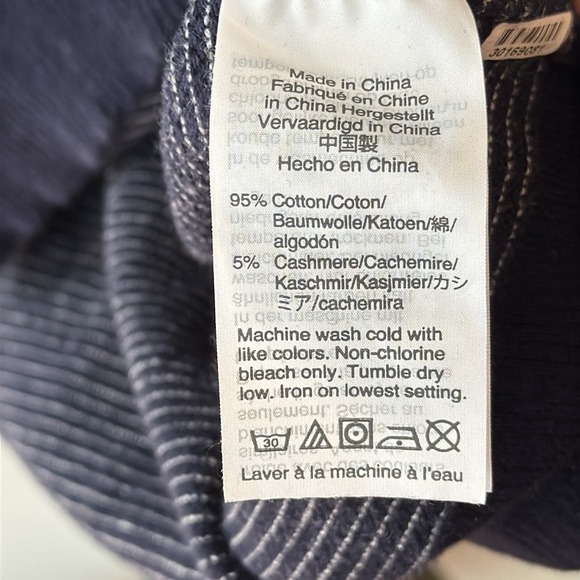 Made in China
Fabriqué en Chine
in China Hergestellt
Vervaardigd in China
中国製
Hecho en China
95% Cotton/Coton/
Baumwolle/Katoen/綿/
algodón
5% Cashmere/Cachemire/
Kaschmir/Kasjmier/カシ
ミア/cachemira
Machine wash cold with
like colors. Non-chlorine
bleach only. Tumble dry
low. Iron on lowest setting.
30
Laver à la machine à l'eau